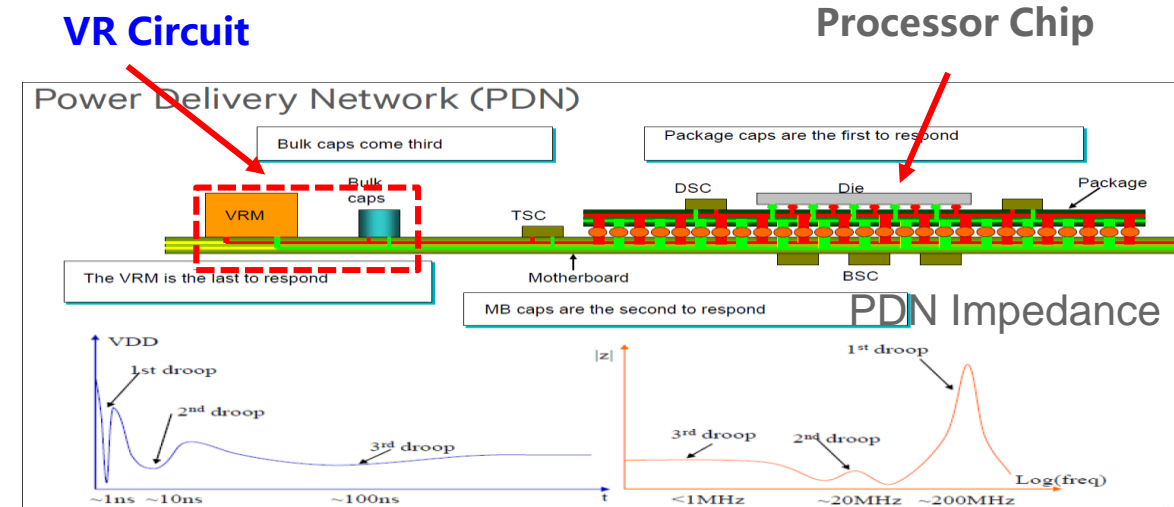 VR Circuit
Processor Chip
Power Delivery Network (PDN)
Bulk caps come third
Package caps are the first to respond
Bulk
caps
VRM
TSC
DSC
Die
Package
The VRM is the last to respond
Motherboard
BSC
MB caps are the second to respond
PDN Impedance
VDD
1st droop
2nd droop
3rd droop
~1ns ~10ns
~100ns
t
|z|
1st droop
3rd droop
2nd droop
Log(freq)
<1MHz
~20MHz
~200MHz